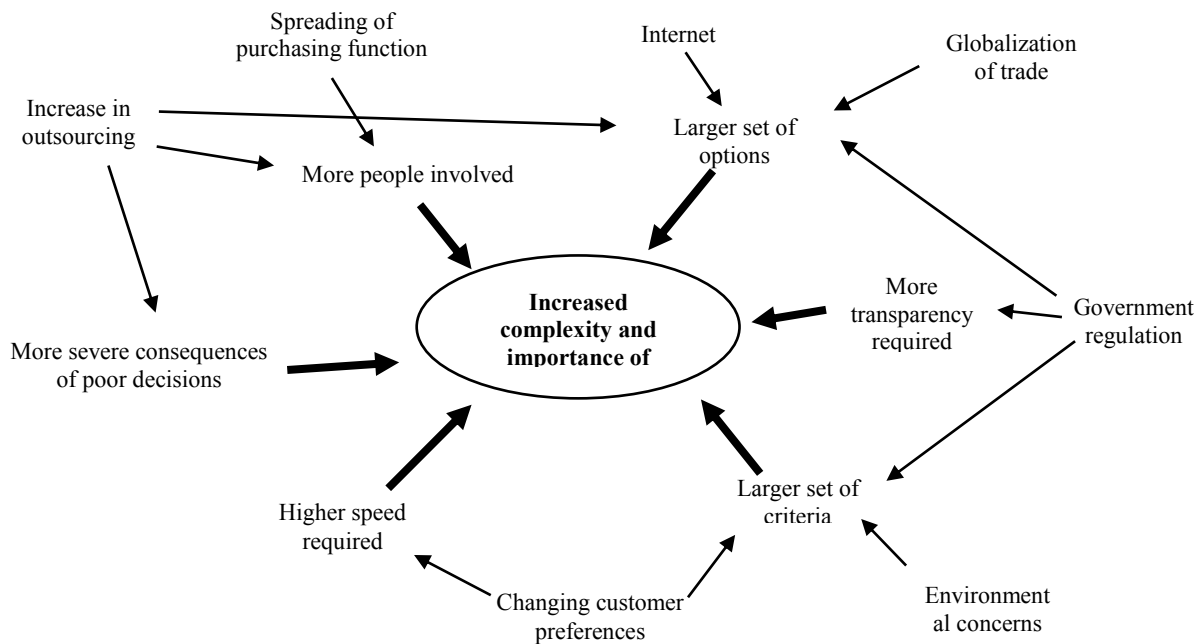 Spreading of
purchasing function
Internet
Globalization
of trade
Increase in
outsourcing
Larger set of
options
More people involved
Increased
complexity and
importance of
More
transparency
required
Government
regulation
More severe consequences
of poor decisions
Higher speed
required
Larger set of
criteria
Changing customer
preferences
Environment
al concerns